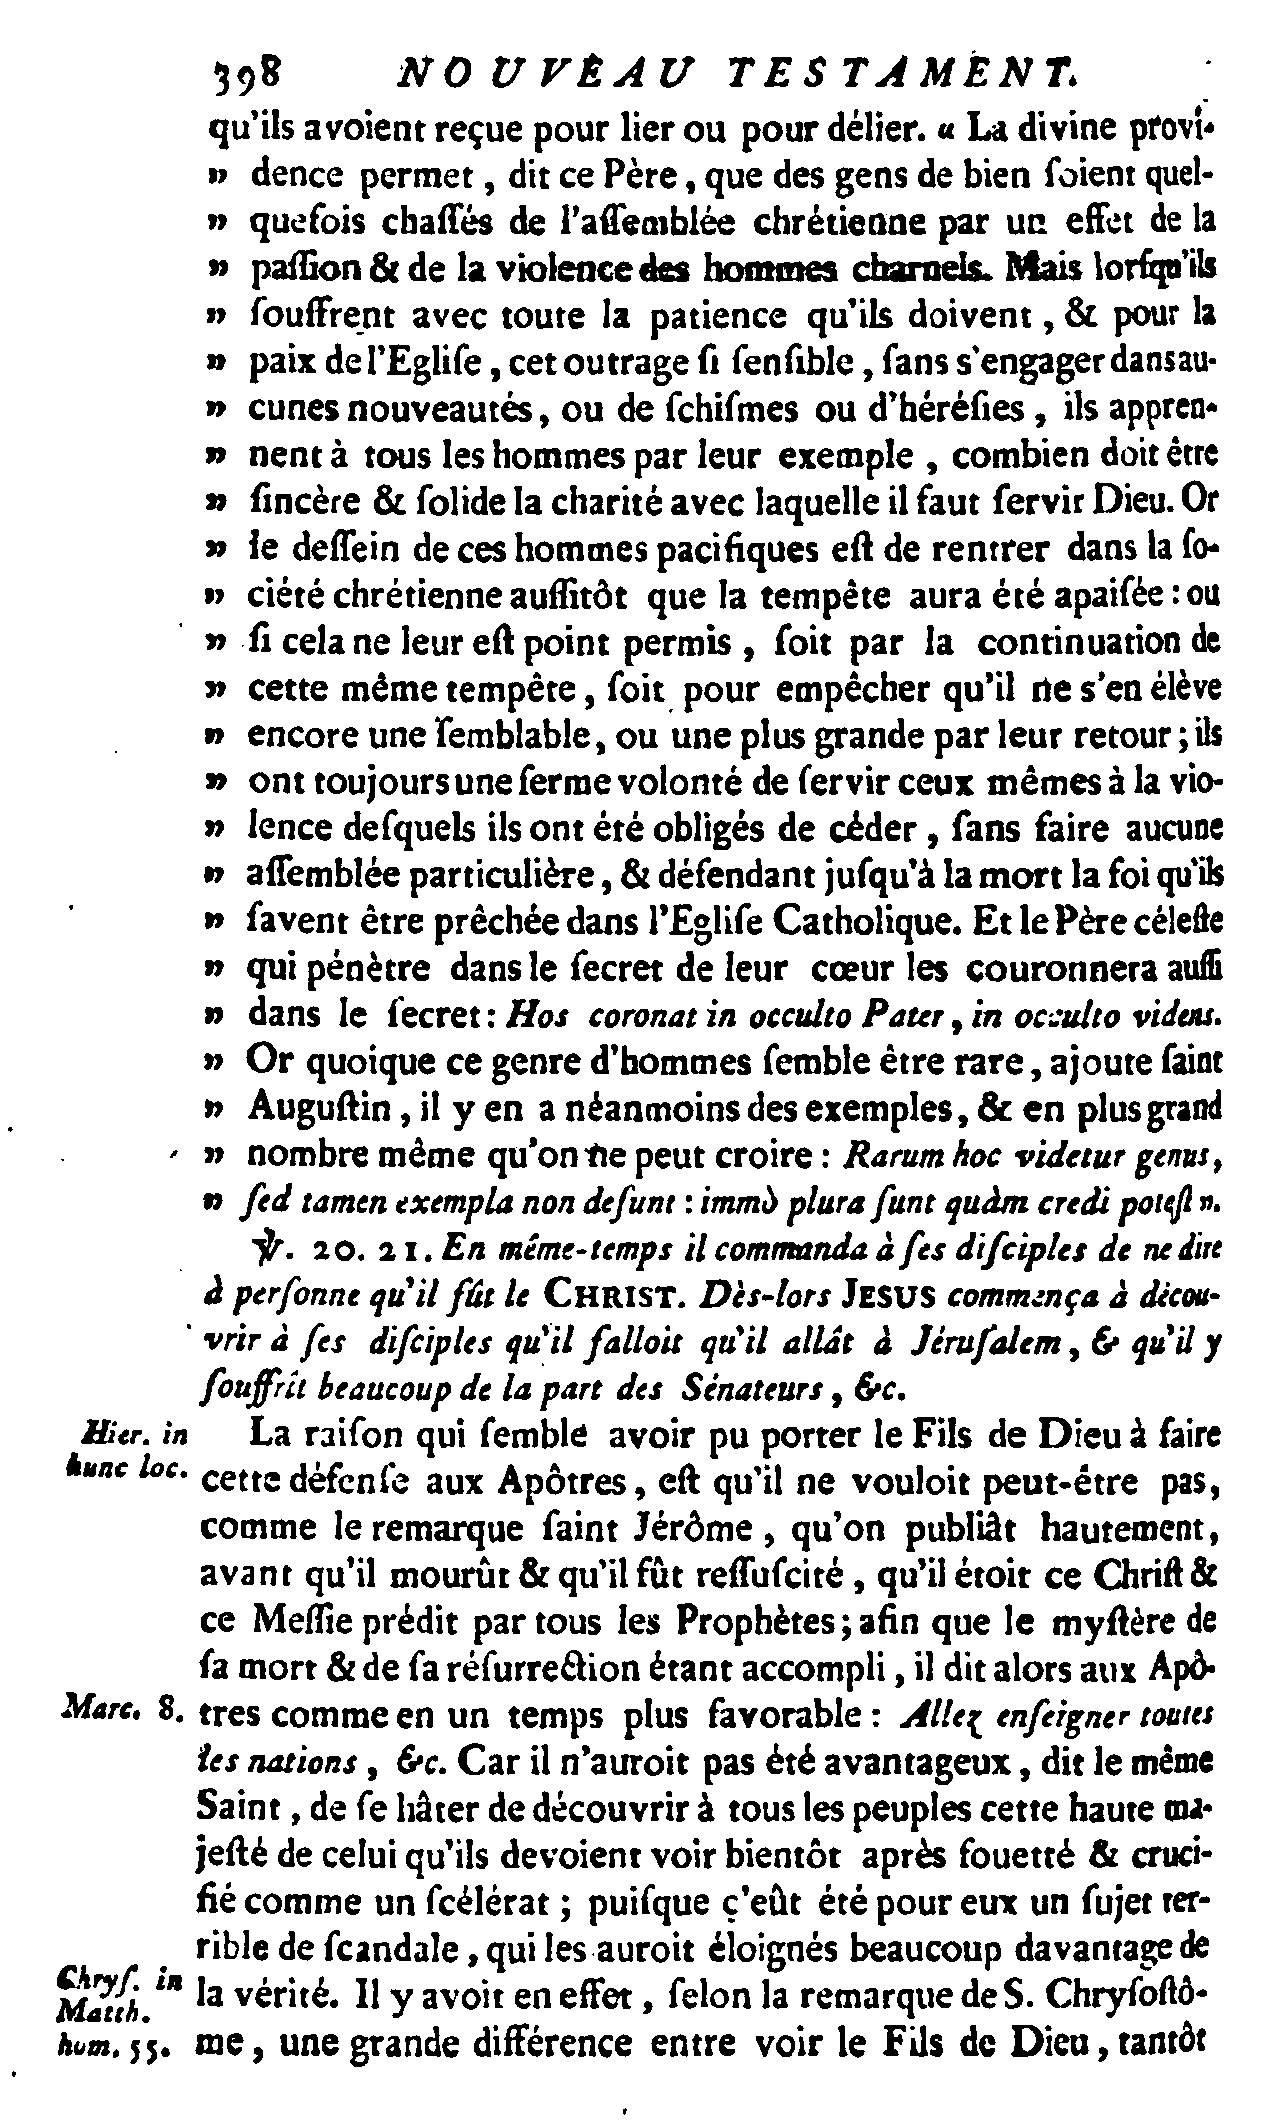 398 NOUVEAU TESTAMENT.
qu'ils avoient reçue pour lier ou pour délier. « La divine provi-
» dence permet, dit ce Père, que des gens de bien ſoient quel-
» quefois chaſſés de l'aſſemblée chrétienne par un effet de la
» paſſion & de la violence des hommes charnels. Mais lorſqu'ils
» ſouffrent avec toute la patience qu'ils doivent, & pour la
» paix de l'Egliſe, cet outrage ſi ſenſible, ſans s'engager dans au-
» cunes nouveautés, ou de ſchiſmes ou d'héréſies, ils appren-
» nent à tous les hommes par leur exemple, combien doit être
» ſincère & ſolide la charité avec laquelle il faut ſervir Dieu. Or
» le deſſein de ces hommes pacifiques eſt de rentrer dans la ſo-
» ciété chrétienne auſſitôt que la tempête aura été apaiſée : ou
» ſi cela ne leur eſt point permis, ſoit par la continuation de
» cette même tempête, ſoit pour empêcher qu'il ne s'en élève
» encore une ſemblable, ou une plus grande par leur retour; ils
» ont toujours une ferme volonté de ſervir ceux mêmes à la vio-
» lence deſquels ils ont été obligés de céder, ſans faire aucune
» aſſemblée particulière, & défendant juſqu'à la mort la foi qu'ils
» ſavent être prêchée dans l'Egliſe Catholique. Et le Père céleſte
» qui pénètre dans le ſecret de leur cœur les couronnera auſſi
» dans le ſecret : Hos coronat in occulto Pater, in occulto videns.
» Or quoique ce genre d'hommes ſemble être rare, ajoute ſaint
» Auguſtin, il y en a néanmoins des exemples, & en plus grand
» nombre même qu'on ne peut croire : Rarum hoc videtur genus,
» ſed tamen exempla non deſunt : immò plura ſunt quàm credi poteſt ».
℣. 20. 21. En même-temps il commanda à ſes diſciples de ne dire
à perſonne qu'il fût le CHRIST. Dès-lors JESUS commença à décou-
vrir à ſes diſciples qu'il falloit qu'il allât à Jéruſalem, & qu'il y
ſouffrît beaucoup de la part des Sénateurs, &c.
Hier. in
hunc loc.
La raiſon qui ſemble avoir pu porter le Fils de Dieu à faire
cette défenſe aux Apôtres, eſt qu'il ne vouloit peut-être pas,
comme le remarque ſaint Jérôme, qu'on publiât hautement,
avant qu'il mourût & qu'il fût reſſuſcité, qu'il étoit ce Chriſt &
ce Meſſie prédit par tous les Prophètes; afin que le myſtère de
ſa mort & de ſa réſurrection étant accompli, il dit alors aux Apô-
Marc. 8.
tres comme en un temps plus favorable : Allez enſeigner toutes
les nations, &c. Car il n'auroit pas été avantageux, dit le même
Saint, de ſe hâter de découvrir à tous les peuples cette haute ma-
jeſté de celui qu'ils devoient voir bientôt après fouetté & cruci-
fié comme un ſcélérat ; puiſque ç'eût été pour eux un ſujet ter-
rible de ſcandale, qui les auroit éloignés beaucoup davantage de
Chryſ. in
Matth.
hom. 55.
la vérité. Il y avoit en effet, ſelon la remarque de S. Chryſoſtô-
me, une grande différence entre voir le Fils de Dieu, tantôt